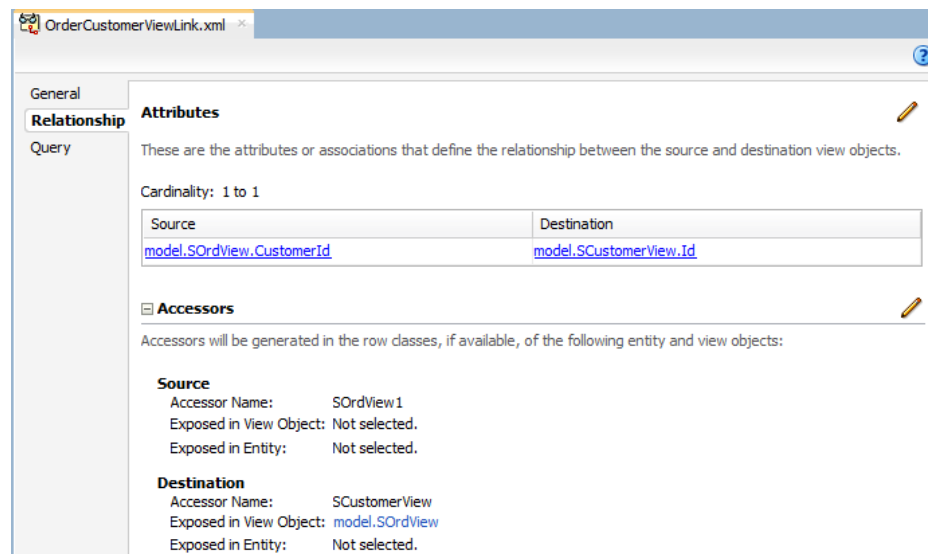 OrderCustomerViewLink.xml
General
Relationship
Query
Attributes
These are the attributes or associations that define the relationship between the source and destination view objects.
Cardinality: 1 to 1
Source Destination
model.SOrdView.CustomerId model.SCustomerView.Id
Accessors
Accessors will be generated in the row classes, if available, of the following entity and view objects:
Source
Accessor Name: SOrdView1
Exposed in View Object: Not selected.
Exposed in Entity: Not selected.
Destination
Accessor Name: SCustomerView
Exposed in View Object: model.SOrdView
Exposed in Entity: Not selected.